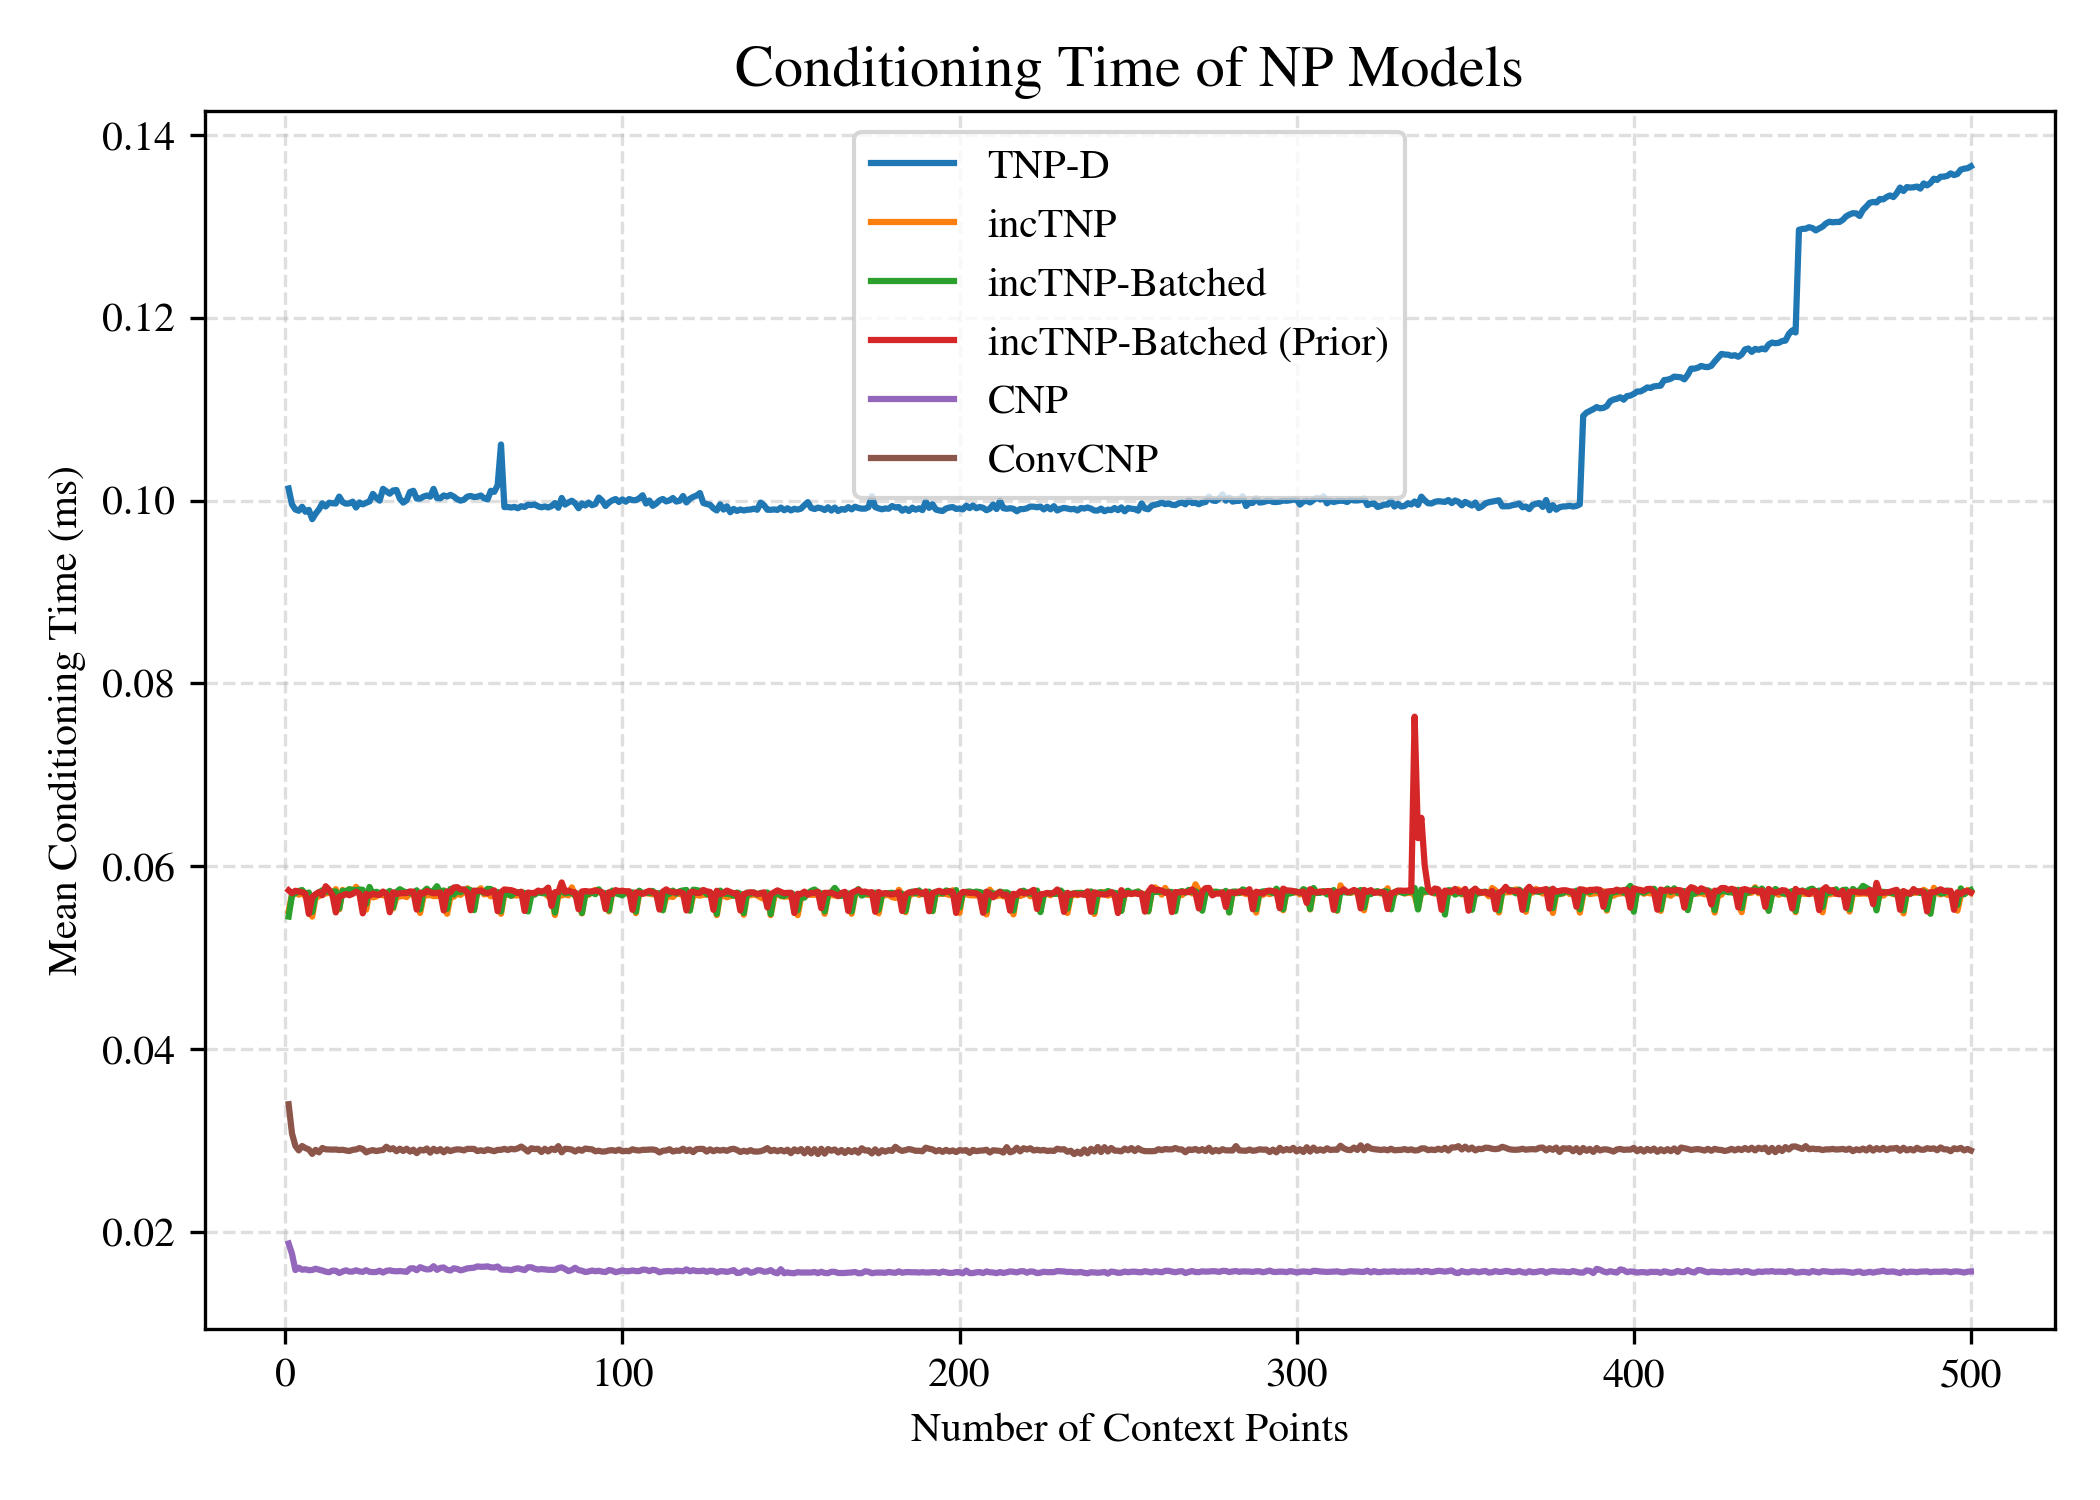 Conditioning Time of NP Models
Mean Conditioning Time (ms)
0.14
0.12
0.10
0.08
0.06
0.04
0.02
TNP-D
incTNP
incTNP-Batched
incTNP-Batched (Prior)
CNP
ConvCNP
0 100 200 300 400 500
Number of Context Points